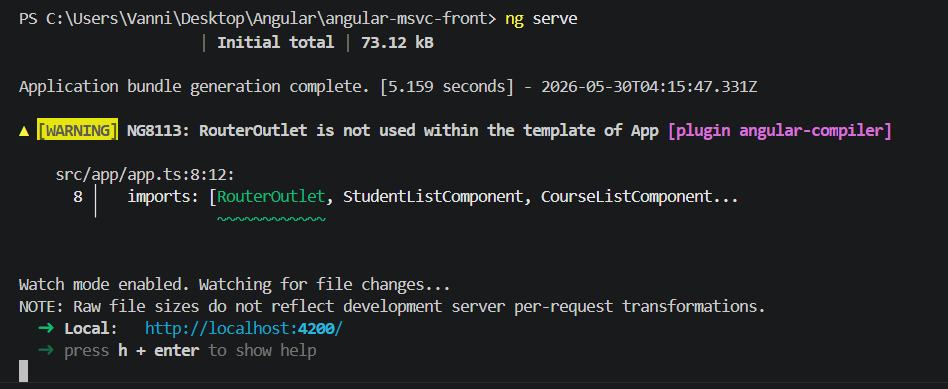 PS C:\Users\Vanni\Desktop\Angular\angular-msvc-front> ng serve
| Initial total | 73.12 kB
Application bundle generation complete. [5.159 seconds] - 2026-05-30T04:15:47.331Z
▲ [WARNING] NG8113: RouterOutlet is not used within the template of App [plugin angular-compiler]
src/app/app.ts:8:12:
8 │ imports: [RouterOutlet, StudentListComponent, CourseListComponent...
~~~~~~~~~~~~
Watch mode enabled. Watching for file changes...
NOTE: Raw file sizes do not reflect development server per-request transformations.
➜ Local: http://localhost:4200/
➜ press h + enter to show help